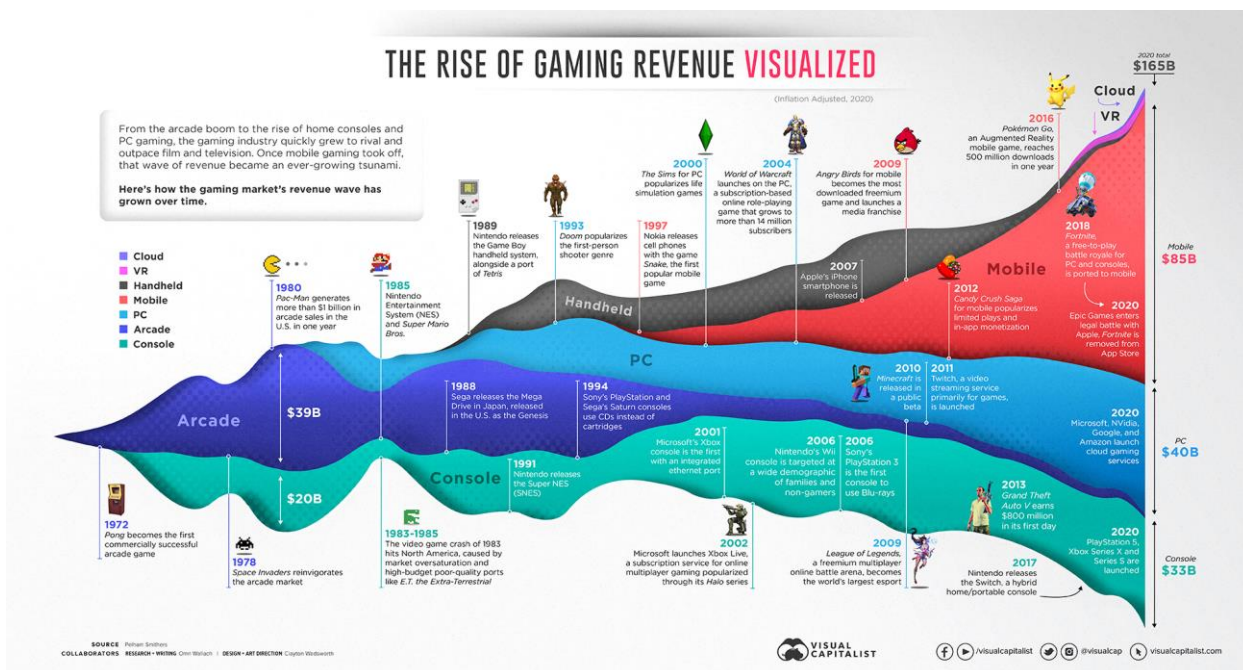 THE RISE OF GAMING REVENUE VISUALIZED
(Inflation Adjusted, 2020)
2020 total
$165B
From the arcade boom to the rise of home consoles and
PC gaming, the gaming industry quickly grew to rival and
outpace film and television. Once mobile gaming took off,
that wave of revenue became an ever-growing tsunami.
Here's how the gaming market's revenue wave has
grown over time.
Cloud
VR
Handheld
Mobile
PC
Arcade
Console
1980
Pac-Man generates
more than $1 billion in
arcade sales in the
U.S. in one year
1985
Nintendo
Entertainment
System (NES)
and Super Mario
Bros.
1989
Nintendo releases
the Game Boy
handheld system,
alongside a port
of Tetris
1993
Doom popularizes
the first-person
shooter genre
1997
Nokia releases
cell phones
with the game
Snake, the first
popular mobile
game
2000
The Sims for PC
popularizes life
simulation games
2004
World of Warcraft
launches on the PC,
a subscription-based
online role-playing
game that grows to
more than 14 million
subscribers
2009
Angry Birds for mobile
becomes the most
downloaded freemium
game and launches a
media franchise
2016
Pokémon Go,
an Augmented Reality
mobile game, reaches
500 million downloads
in one year
Cloud
VR
2007
Apple's iPhone
smartphone is
released
Mobile
2012
Candy Crush Saga
for mobile popularizes
limited plays and
in-app monetization
2018
Fortnite,
a free-to-play
battle royale for
PC and consoles,
is ported to mobile
2020
Epic Games enters
legal battle with
Apple, Fortnite is
removed from
App Store
Mobile
$85B
Handheld
PC
Arcade
$39B
1988
Sega releases the Mega
Drive in Japan, released
in the U.S. as the Genesis
1994
Sony's PlayStation and
Sega's Saturn consoles
use CDs instead of
cartridges
2010
Minecraft is
released in
a public
beta
2011
Twitch, a video
streaming service
primarily for games,
is launched
2020
Microsoft, NVidia,
Google, and
Amazon launch
cloud gaming
services
PC
$40B
$20B
Console
1991
Nintendo releases
the Super NES
(SNES)
2001
Microsoft's Xbox
console is the first
with an integrated
ethernet port
2006
Nintendo's Wii
console is targeted at
a wide demographic
of families and
non-gamers
2006
Sony's
PlayStation 3
is the first
console to
use Blu-rays
2013
Grand Theft
Auto V earns
$800 million
in its first day
2020
PlayStation 5,
Xbox Series X and
Series S are
launched
Console
$33B
1972
Pong becomes the first
commercially successful
arcade game
1978
Space Invaders reinvigorates
the arcade market
1983-1985
The video game crash of 1983
hits North America, caused by
market oversaturation and
high-budget poor-quality ports
like E.T. the Extra-Terrestrial
2002
Microsoft launches Xbox Live,
a subscription service for online
multiplayer gaming popularized
through its Halo series
2009
League of Legends,
a freemium multiplayer
online battle arena, becomes
the world's largest esport
2017
Nintendo releases
the Switch, a hybrid
home/portable console
SOURCE Pelham Smithers
COLLABORATORS RESEARCH + WRITING Omri Wallach | DESIGN + ART DIRECTION Clayton Wadsworth
VISUAL
CAPITALIST
/visualcapitalist
@visualcap
visualcapitalist.com